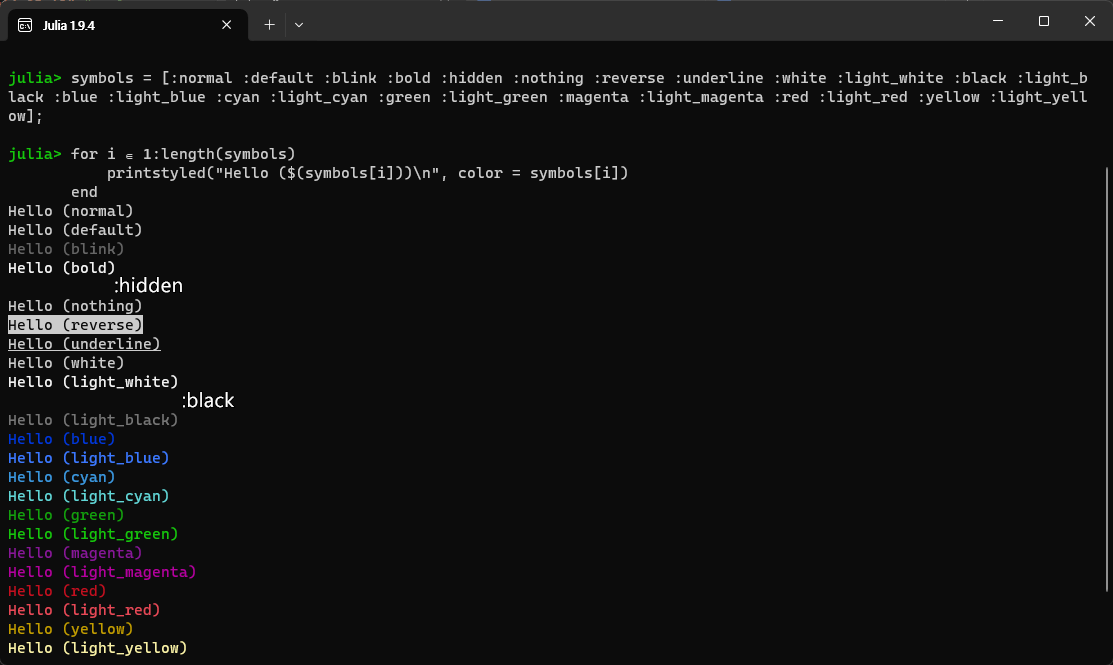 Julia 1.9.4
julia> symbols = [:normal :default :blink :bold :hidden :nothing :reverse :underline :white :light_white :black :light_b
lack :blue :light_blue :cyan :light_cyan :green :light_green :magenta :light_magenta :red :light_red :yellow :light_yell
ow];
julia> for i ∈ 1:length(symbols)
printstyled("Hello ($(symbols[i]))\n", color = symbols[i])
end
Hello (normal)
Hello (default)
Hello (blink)
Hello (bold)
:hidden
Hello (nothing)
Hello (reverse)
Hello (underline)
Hello (white)
Hello (light_white)
:black
Hello (light_black)
Hello (blue)
Hello (light_blue)
Hello (cyan)
Hello (light_cyan)
Hello (green)
Hello (light_green)
Hello (magenta)
Hello (light_magenta)
Hello (red)
Hello (light_red)
Hello (yellow)
Hello (light_yellow)